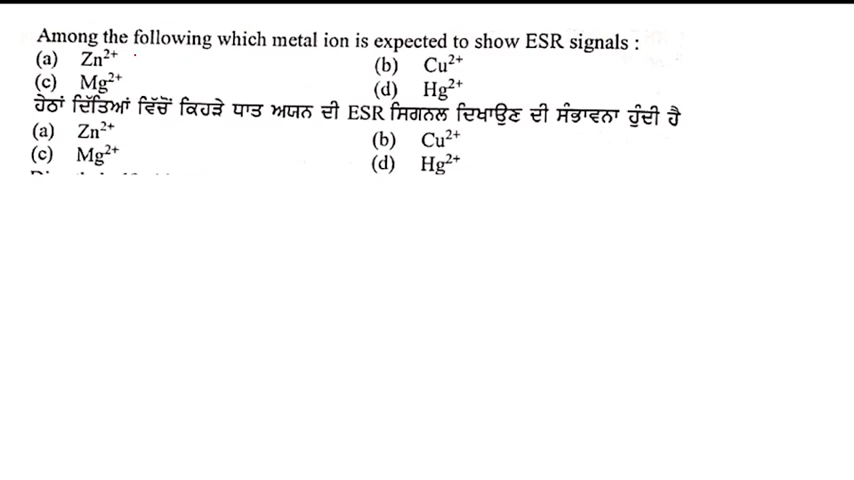 Among the following which metal ion is expected to show ESR signals :
(a) Zn²⁺ (b) Cu²⁺
(c) Mg²⁺ (d) Hg²⁺
ਹੇਠਾਂ ਦਿੱਤਿਆਂ ਵਿੱਚੋਂ ਕਿਹੜੇ ਧਾਤ ਅਯਨ ਦੀ ESR ਸਿਗਨਲ ਦਿਖਾਉਣ ਦੀ ਸੰਭਾਵਨਾ ਹੁੰਦੀ ਹੈ
(a) Zn²⁺ (b) Cu²⁺
(c) Mg²⁺ (d) Hg²⁺